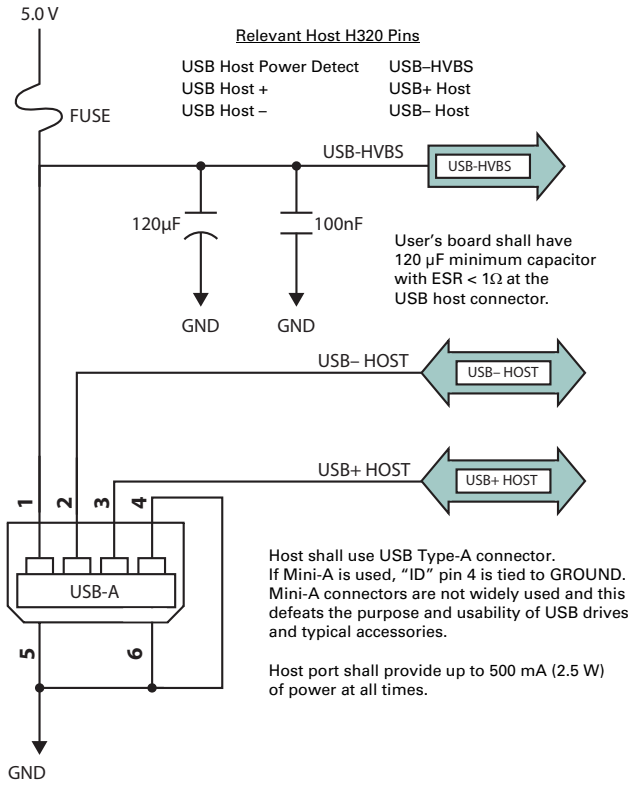 5.0 V
Relevant Host H320 Pins
USB Host Power Detect USB–HVBS
USB Host + USB+ Host
USB Host – USB– Host
FUSE
USB-HVBS
USB-HVBS
120µF
100nF
User's board shall have
120 µF minimum capacitor
with ESR < 1Ω at the
USB host connector.
GND
GND
USB– HOST
USB– HOST
USB+ HOST
USB+ HOST
1
2
3
4
USB-A
Host shall use USB Type-A connector.
If Mini-A is used, “ID” pin 4 is tied to GROUND.
Mini-A connectors are not widely used and this
defeats the purpose and usability of USB drives
and typical accessories.
5
6
Host port shall provide up to 500 mA (2.5 W)
of power at all times.
GND